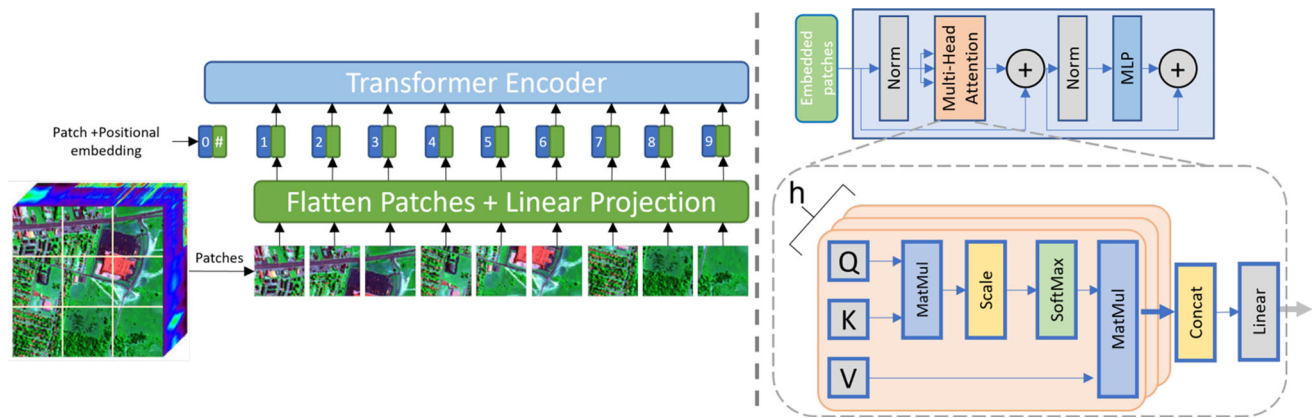 Transformer Encoder
Patch +Positional
embedding
0 #
1
2
3
4
5
6
7
8
9
Flatten Patches + Linear Projection
Patches
Embedded
patches
Norm
Multi-Head
Attention
+
Norm
MLP
+
h
Q
K
V
MatMul
Scale
SoftMax
MatMul
Concat
Linear